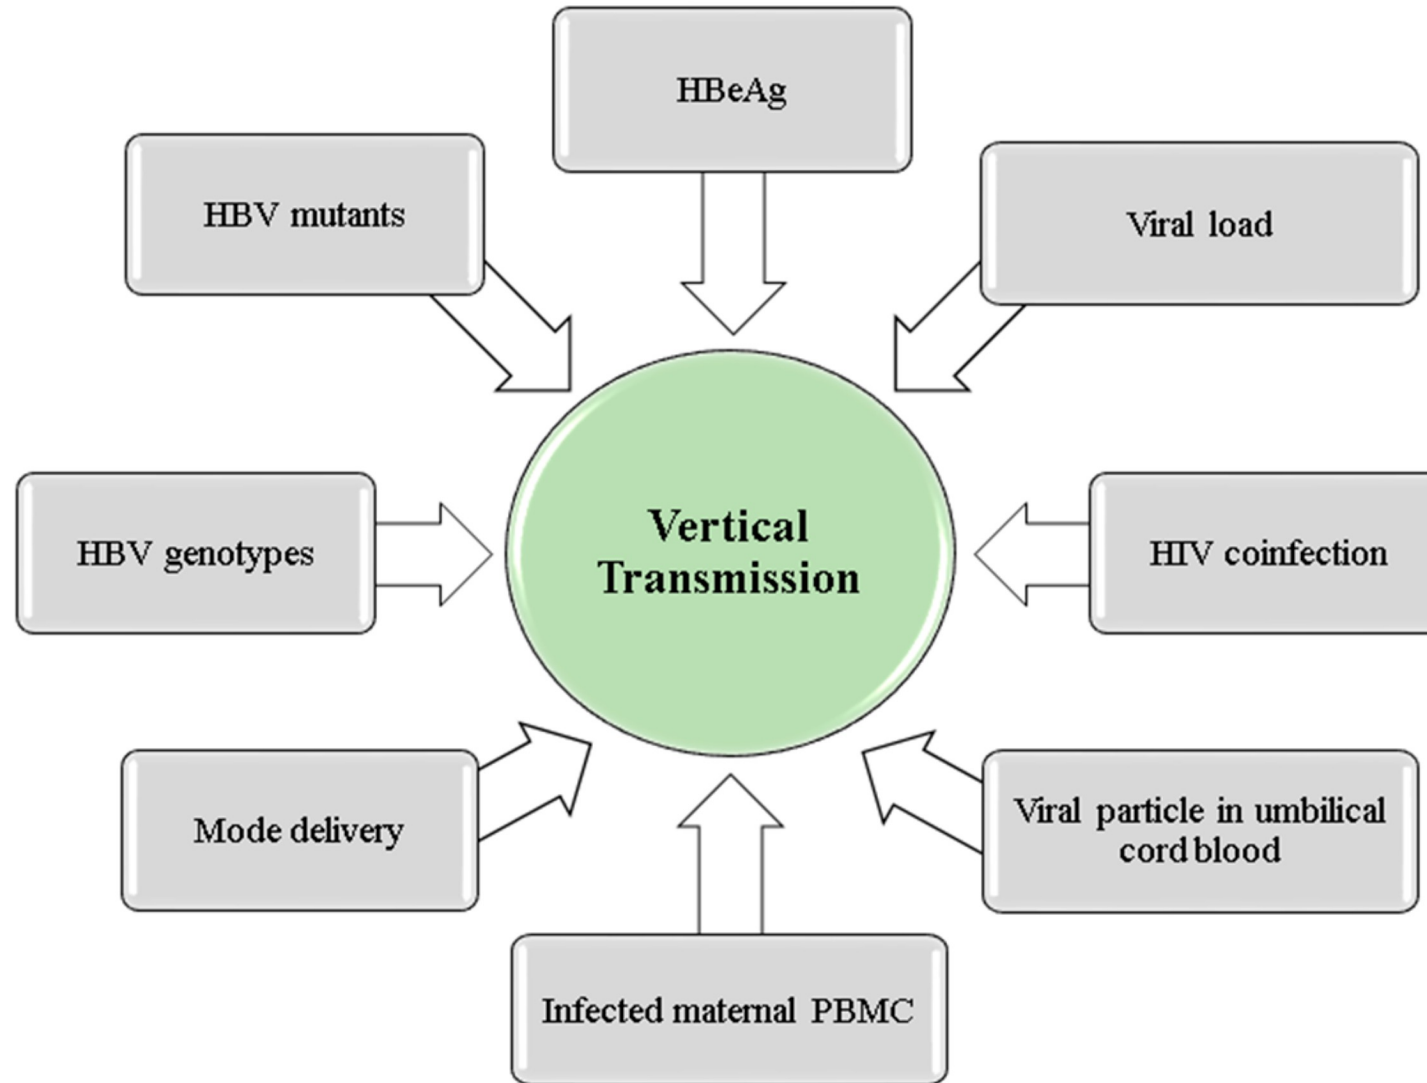 HBeAg
HBV mutants
Viral load
Vertical
Transmission
HBV genotypes
HIV coinfection
Mode delivery
Viral particle in umbilical
cord blood
Infected maternal PBMC